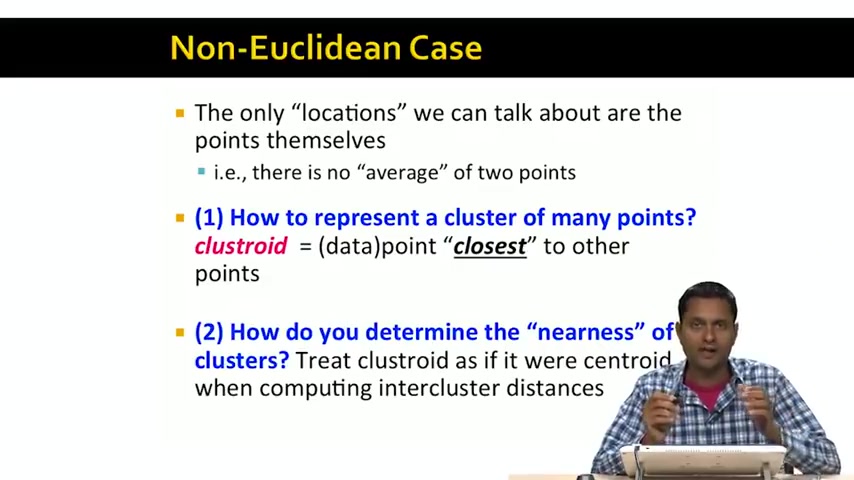 Non-Euclidean Case
The only “locations” we can talk about are the
points themselves
i.e., there is no “average” of two points
(1) How to represent a cluster of many points?
clustroid = (data)point “closest” to other
points
(2) How do you determine the “nearness” of
clusters? Treat clustroid as if it were centroid,
when computing intercluster distances